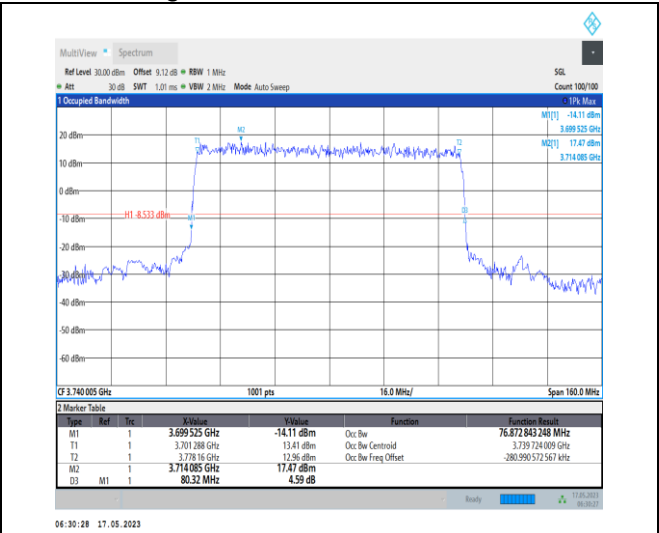 MultiView Spectrum
Ref Level 30.00 dBm Offset 9.12 dB RBW 1 MHz SGL
Att 30 dB SWT 1.01 ms VBW 2 MHz Mode Auto Sweep Count 100/100
1 Occupied Bandwidth 1Pk Max
M1[1] -14.11 dBm
3.699 525 GHz
M2[1] 17.47 dBm
3.714 085 GHz
M2
T1
T2
20 dBm
10 dBm
0 dBm
D3
-10 dBm
H1 -8.533 dBm
M1
-20 dBm
-30 dBm
-40 dBm
-50 dBm
-60 dBm
CF 3.740 005 GHz 1001 pts 16.0 MHz/ Span 160.0 MHz
2 Marker Table
Type Ref Trc X-Value Y-Value Function Function Result
M1 1 3.699 525 GHz -14.11 dBm Occ Bw 76.872 843 248 MHz
T1 1 3.701 288 GHz 13.41 dBm Occ Bw Centroid 3.739 724 009 GHz
T2 1 3.778 16 GHz 12.96 dBm Occ Bw Freq Offset -280.990 572 567 kHz
M2 1 3.714 085 GHz 17.47 dBm
D3 M1 1 80.32 MHz 4.59 dB
Ready 17.05.2023
06:30:27
06:30:28 17.05.2023